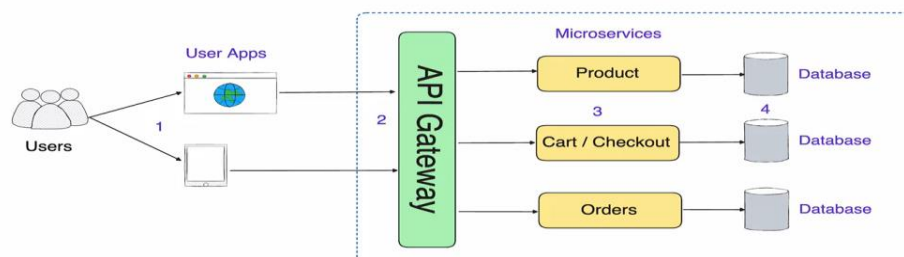 Microservices
User Apps
Product
Database
1
2
API Gateway
3
4
Users
Cart / Checkout
Database
Orders
Database